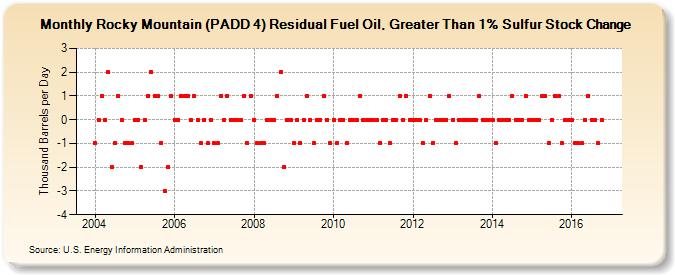 Monthly Rocky Mountain (PADD 4) Residual Fuel Oil, Greater Than 1% Sulfur Stock Change
Thousand Barrels per Day
3
2
1
0
-1
-2
-3
-4
2004 2006 2008 2010 2012 2014 2016
Source: U.S. Energy Information Administration